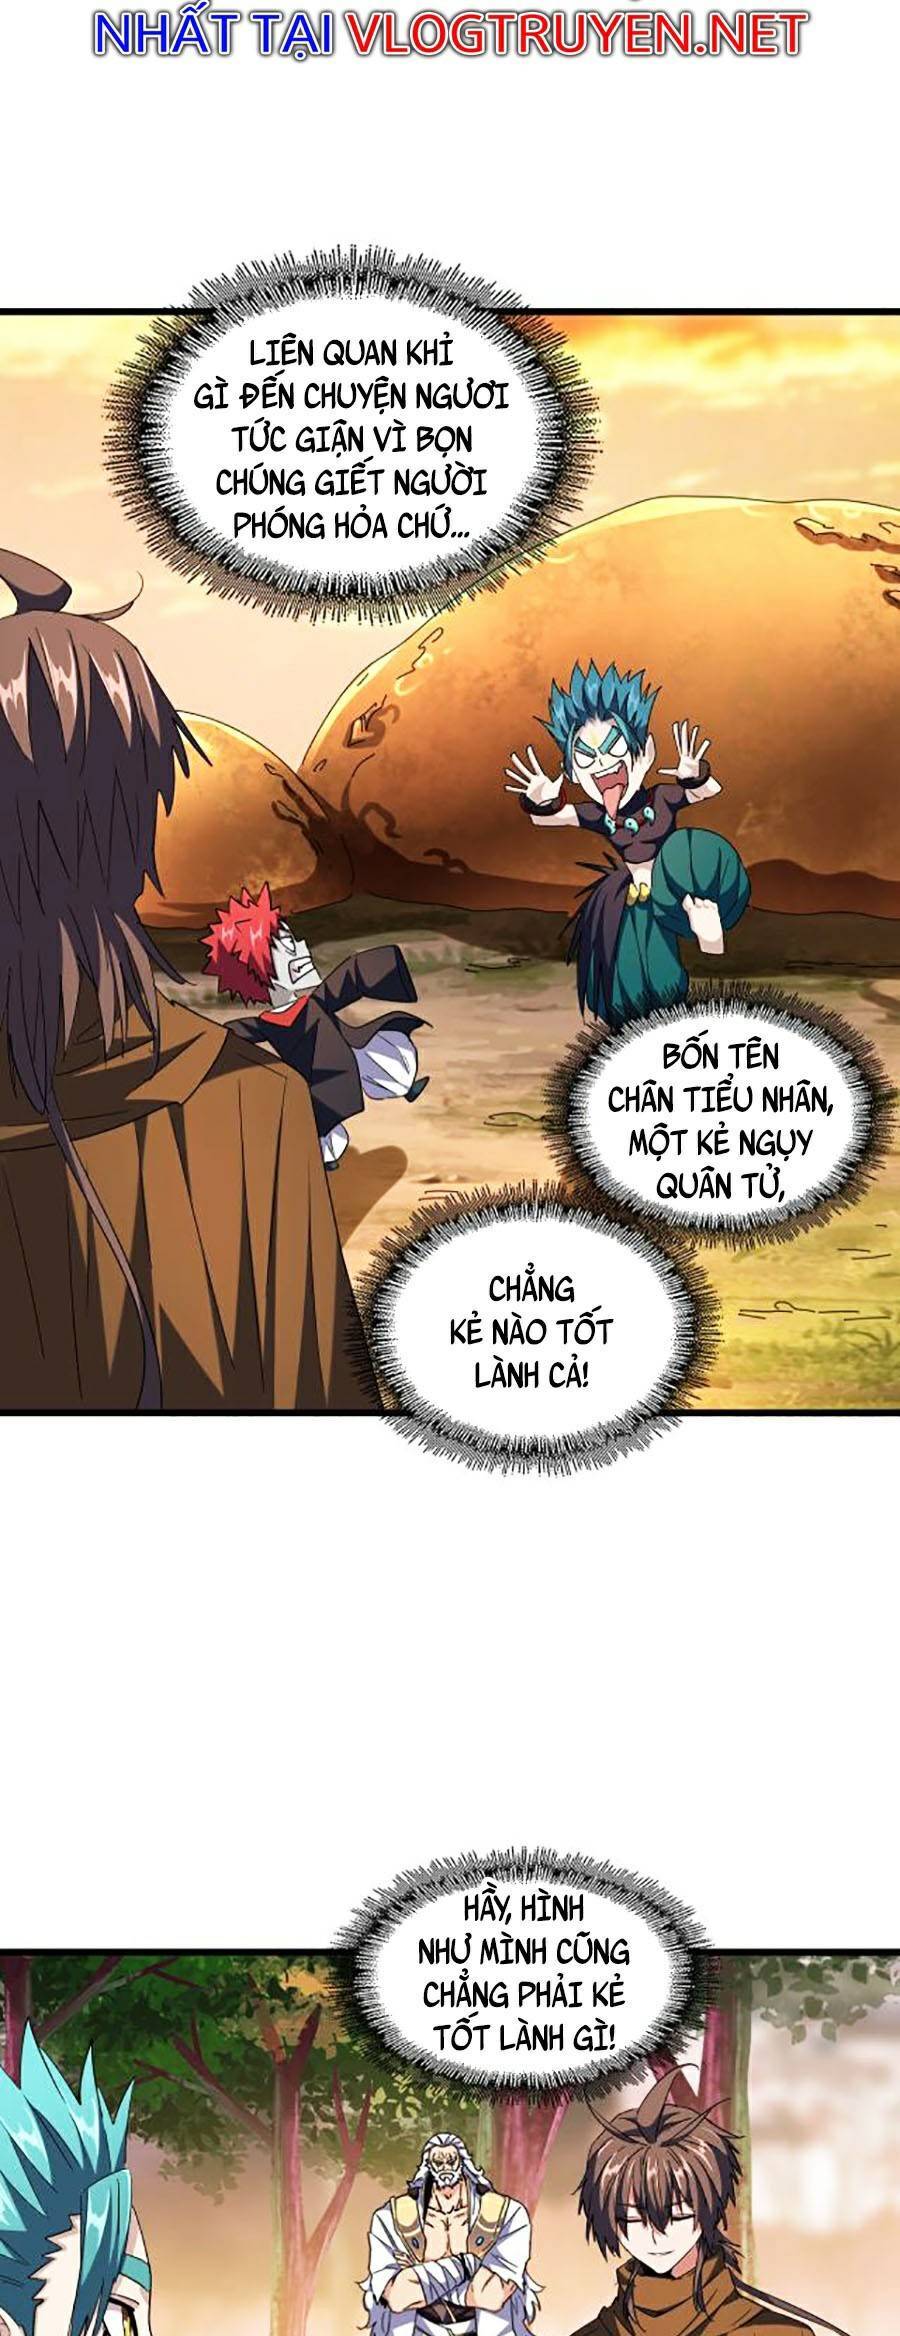 NHẤT TẠI VLOGTRUYEN.NET
LIÊN QUAN KHỈ
GÌ ĐẾN CHUYỆN NGƯƠI
TỨC GIẬN VÌ BỌN
CHÚNG GIẾT NGƯỜI
PHÓNG HỎA CHỨ...
BỐN TÊN
CHÂN TIỂU NHÂN,
MỘT KẺ NGỤY
QUÂN TỬ,
CHẲNG
KẺ NÀO TỐT
LÀNH CẢ!
HẦY, HÌNH
NHƯ MÌNH CŨNG
CHẲNG PHẢI KẺ
TỐT LÀNH GÌ!